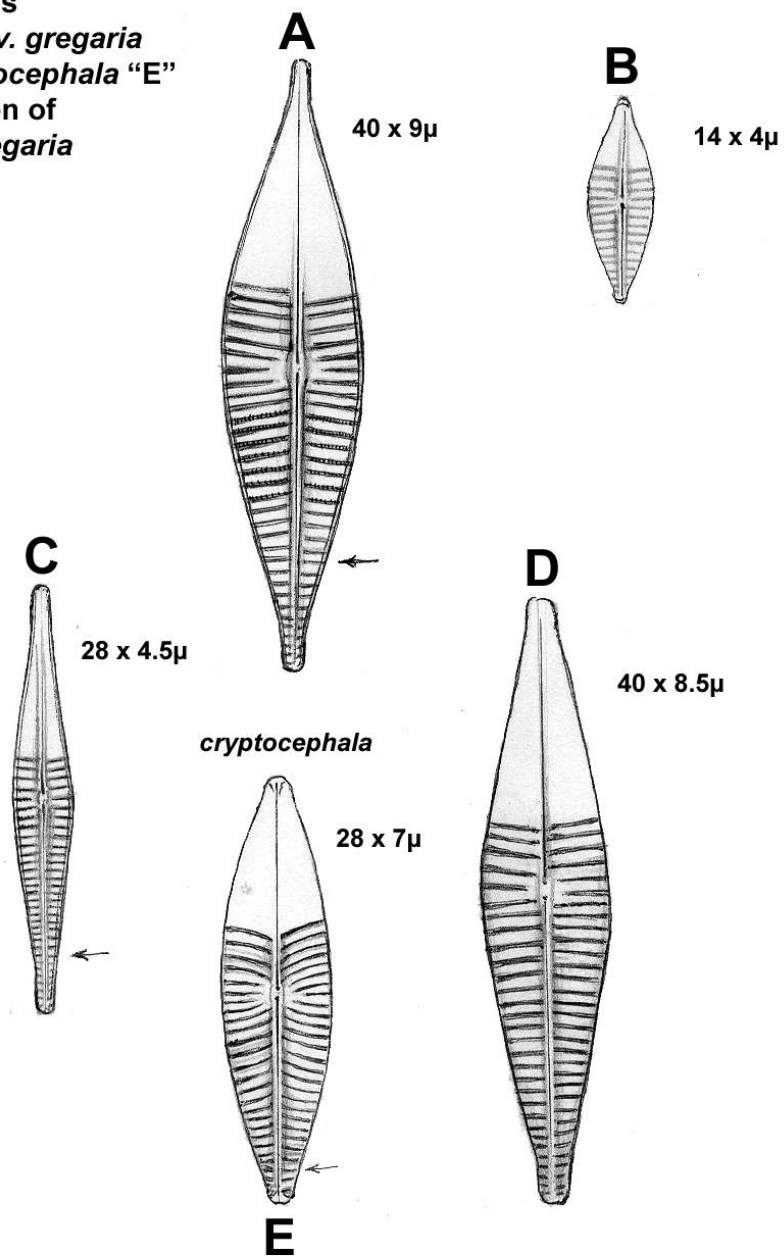 s
v. gregaria
ocephala “E”
n of
garia
A
40 x 9µ
B
14 x 4µ
C
28 x 4.5µ
D
40 x 8.5µ
cryptocephala
28 x 7µ
E